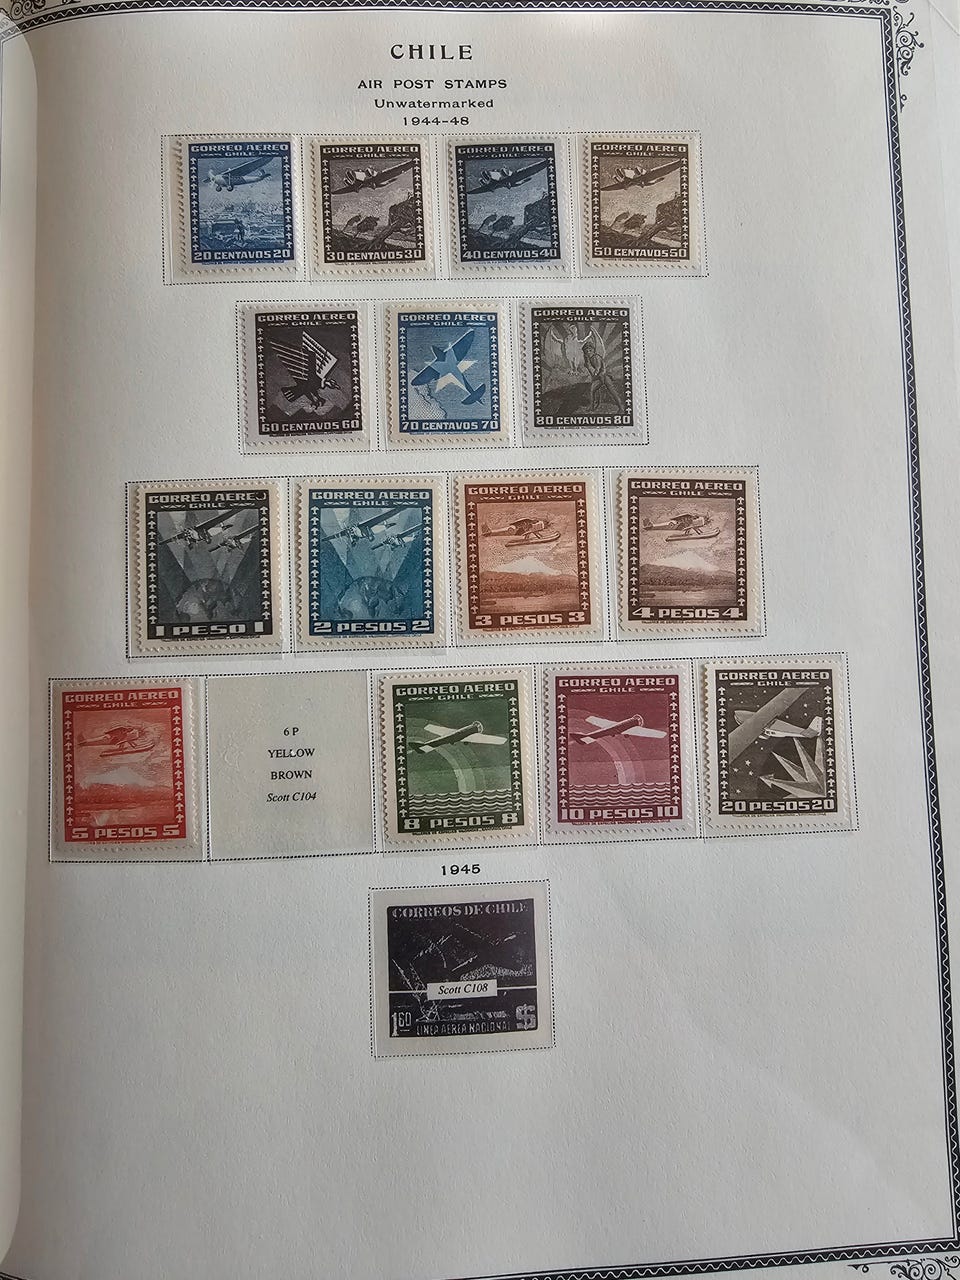 CHILE
AIR POST STAMPS
Unwatermarked
1944-48
CORREO AEREO
CHILE
20 CENTAVOS 20
CORREO AEREO
CHILE
30 CENTAVOS 30
CORREO AEREO
CHILE
40 CENTAVOS 40
CORREO AEREO
CHILE
50 CENTAVOS 50
CORREO AEREO
CHILE
60 CENTAVOS 60
CORREO AEREO
CHILE
70 CENTAVOS 70
CORREO AEREO
CHILE
80 CENTAVOS 80
CORREO AEREO
CHILE
1 PESO 1
CORREO AEREO
CHILE
2 PESOS 2
CORREO AEREO
CHILE
3 PESOS 3
CORREO AEREO
CHILE
4 PESOS 4
CORREO AEREO
CHILE
5 PESOS 5
6 P
YELLOW
BROWN
Scott C104
CORREO AEREO
CHILE
8 PESOS 8
CORREO AEREO
CHILE
10 PESOS 10
CORREO AEREO
CHILE
20 PESOS 20
1945
CORREOS DE CHILE
Scott C108
1.60 $
LINEA AEREA NACIONAL